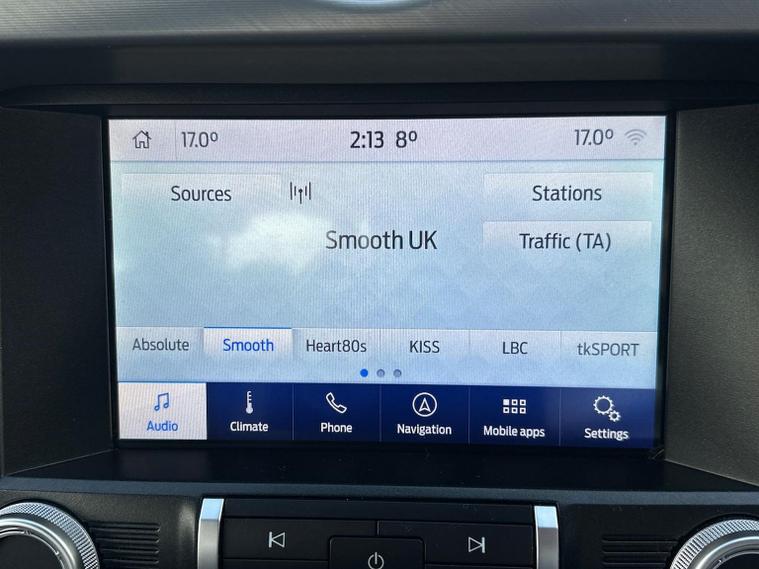 17.0° 2:13 8° 17.0°
Sources Stations
Smooth UK Traffic (TA)
Absolute Smooth Heart80s KISS LBC tkSPORT
Audio Climate Phone Navigation Mobile apps Settings